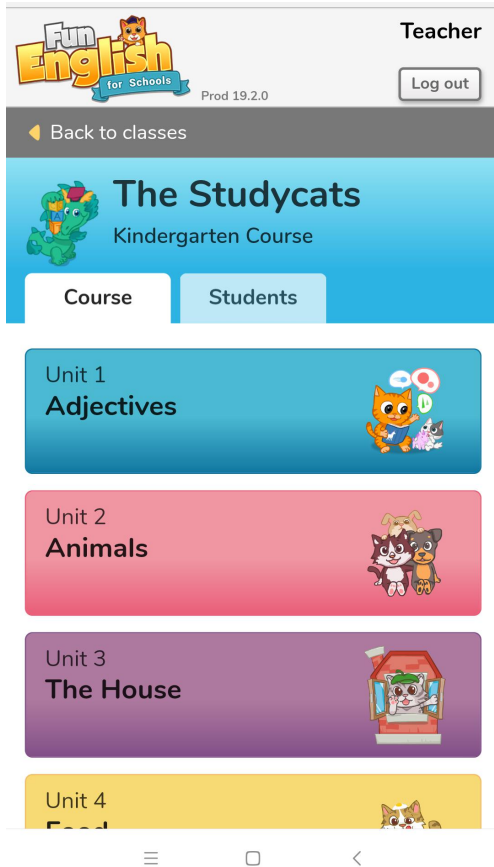 Fun
English
for Schools
Prod 19.2.0
Teacher
Log out
Back to classes
The Studycats
Kindergarten Course
Course
Students
Unit 1
Adjectives
Unit 2
Animals
Unit 3
The House
Unit 4
Food